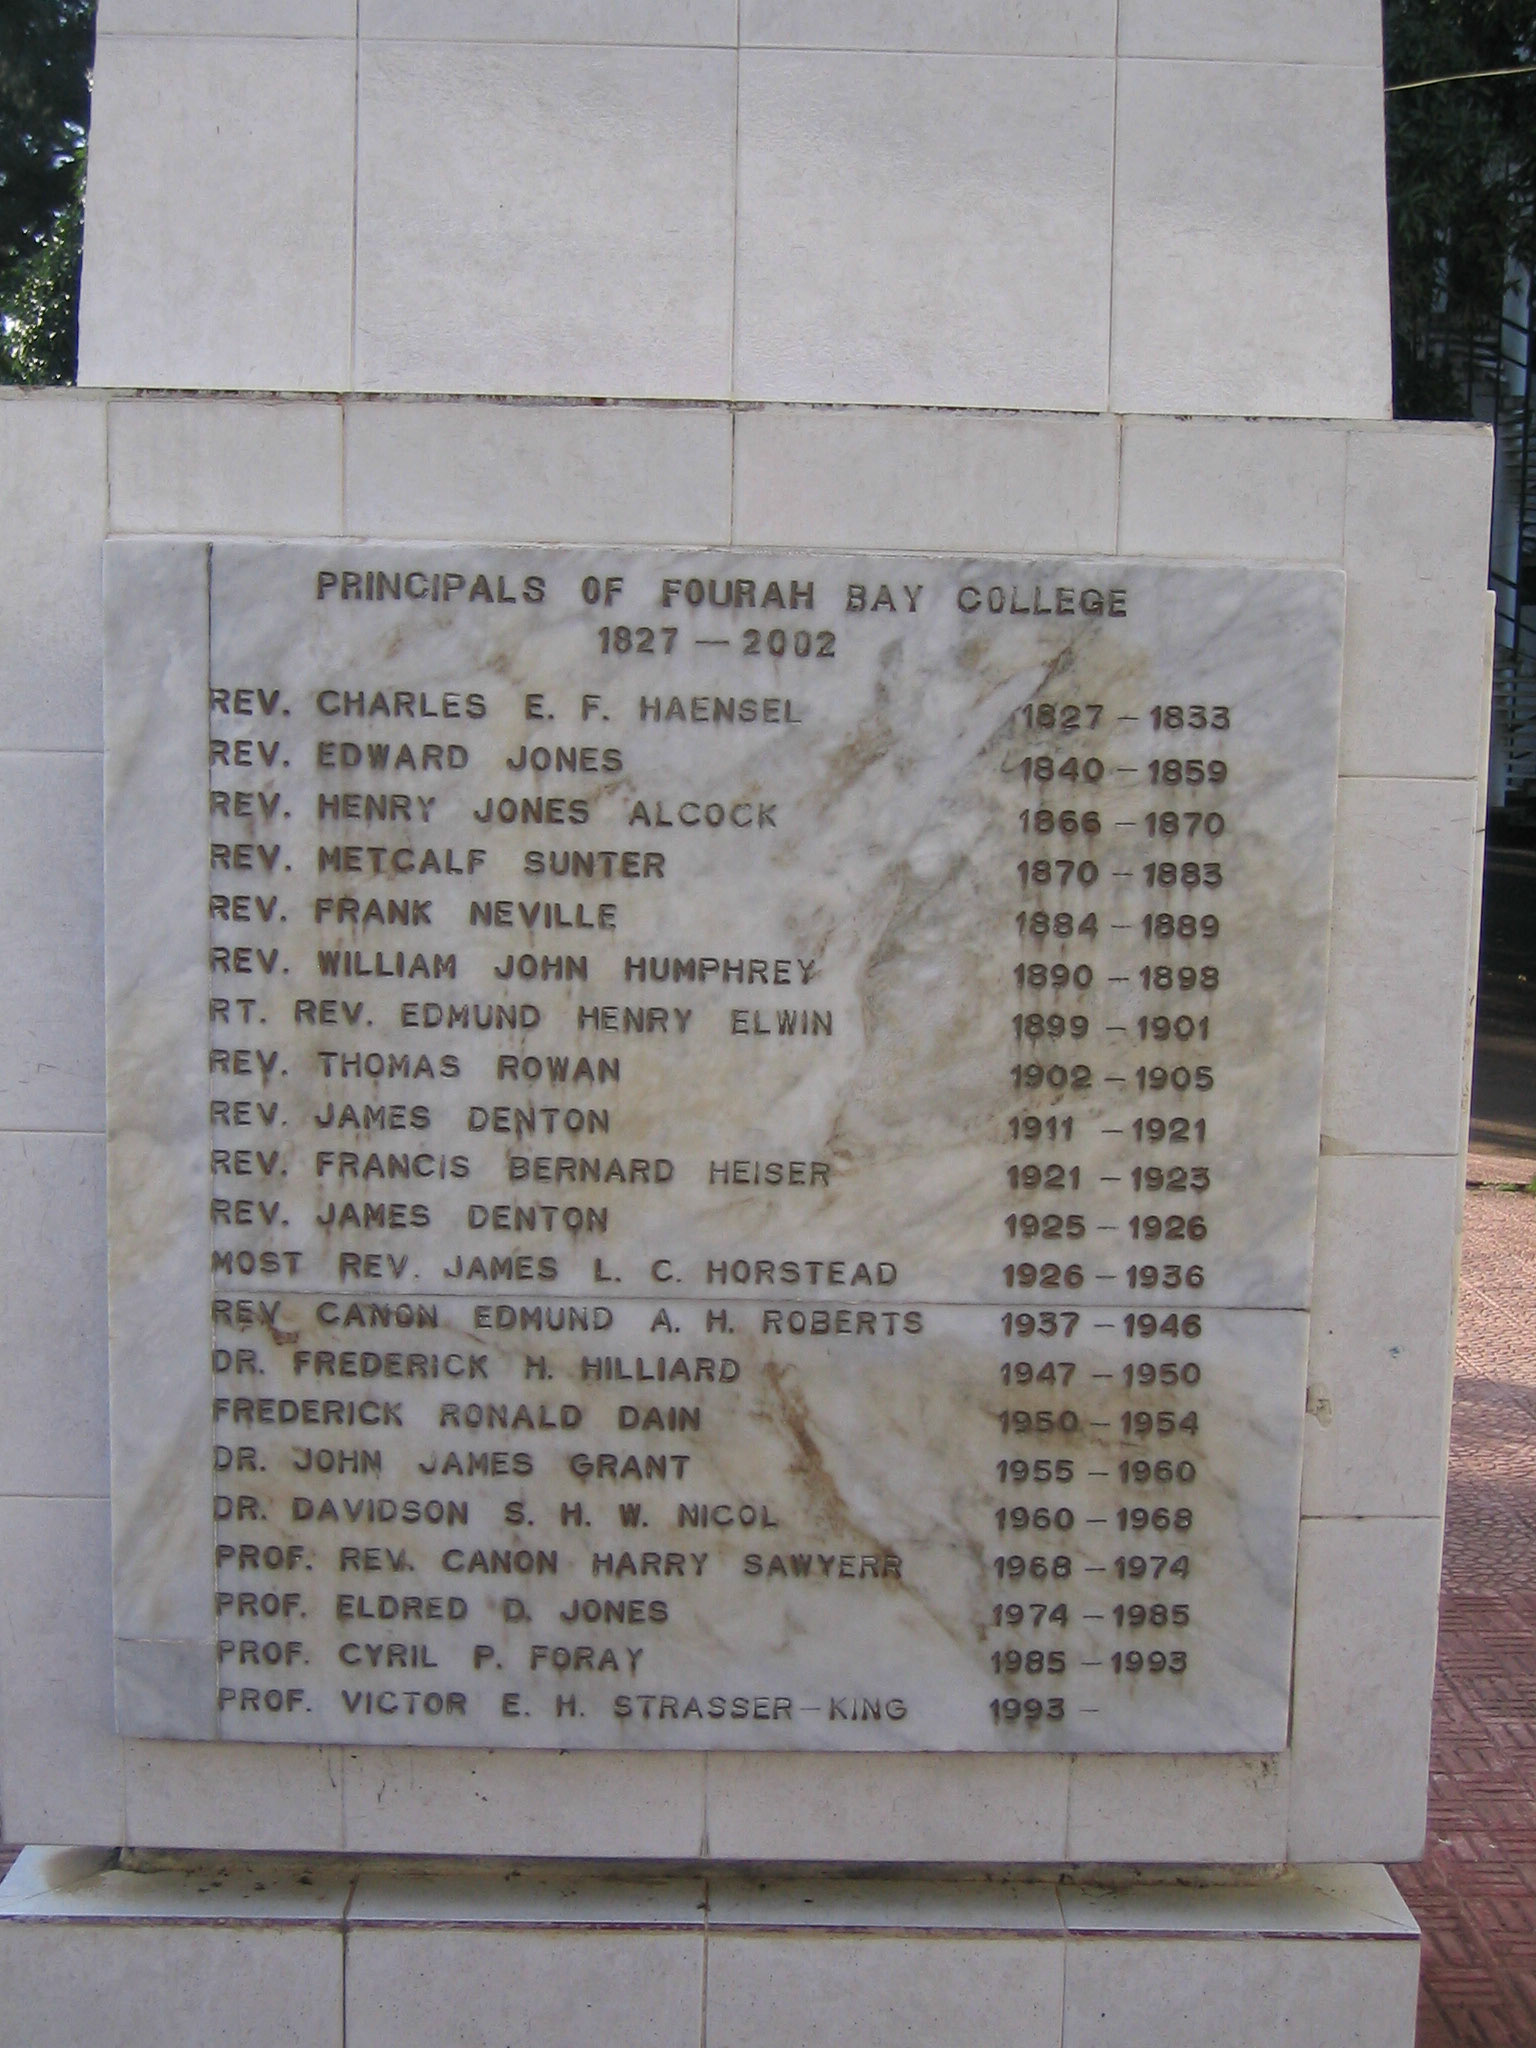 PRINCIPALS OF FOURAH BAY COLLEGE
1827 — 2002
REV. CHARLES E. F. HAENSEL 1827 – 1833
REV. EDWARD JONES 1840 – 1859
REV. HENRY JONES ALCOCK 1866 – 1870
REV. METCALF SUNTER 1870 – 1883
REV. FRANK NEVILLE 1884 – 1889
REV. WILLIAM JOHN HUMPHREY 1890 – 1898
RT. REV. EDMUND HENRY ELWIN 1899 – 1901
REV. THOMAS ROWAN 1902 – 1905
REV. JAMES DENTON 1911 – 1921
REV. FRANCIS BERNARD HEISER 1921 – 1923
REV. JAMES DENTON 1925 – 1926
MOST REV. JAMES L. C. HORSTEAD 1926 – 1936
REV CANON EDMUND A. H. ROBERTS 1937 – 1946
DR. FREDERICK H. HILLIARD 1947 – 1950
FREDERICK RONALD DAIN 1950 – 1954
DR. JOHN JAMES GRANT 1955 – 1960
DR. DAVIDSON S. H. W. NICOL 1960 – 1968
PROF. REV. CANON HARRY SAWYERR 1968 – 1974
PROF. ELDRED D. JONES 1974 – 1985
PROF. CYRIL P. FORAY 1985 – 1993
PROF. VICTOR E. H. STRASSER–KING 1993 –